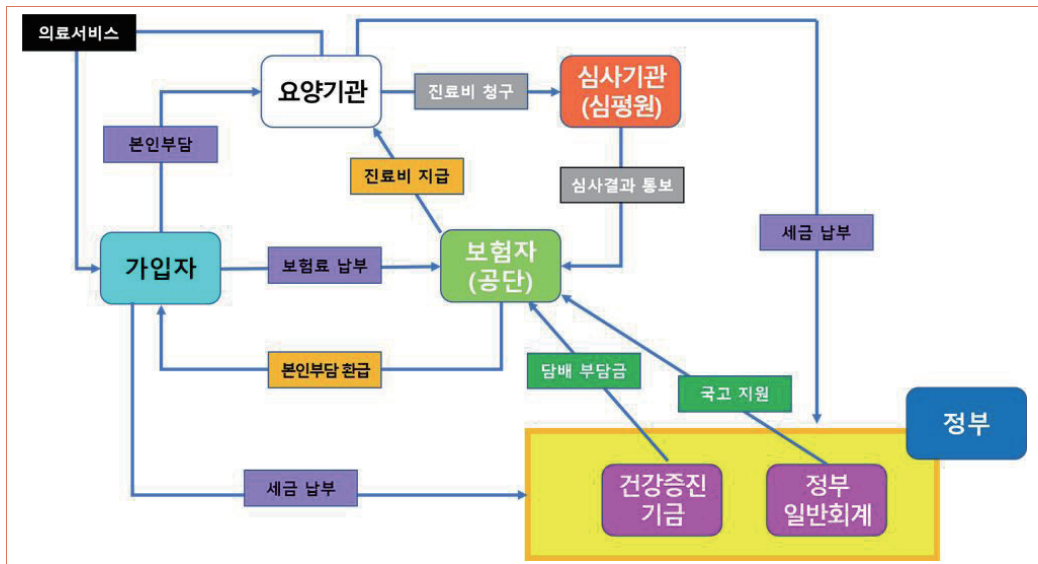 의료서비스
요양기관
진료비 청구
심사기관
(심평원)
본인부담
진료비 지급
심사결과 통보
세금 납부
가입자
보험료 납부
보험자
(공단)
본인부담 환급
담배 부담금
국고 지원
정부
세금 납부
건강증진
기금
정부
일반회계